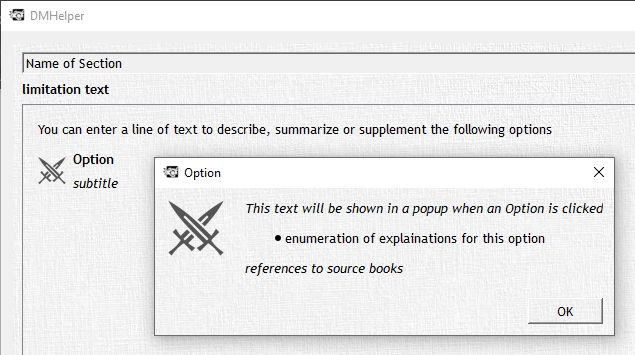 DMHelper
Name of Section
limitation text
You can enter a line of text to describe, summarize or supplement the following options
Option
subtitle
Option
This text will be shown in a popup when an Option is clicked
• enumeration of explainations for this option
references to source books
OK